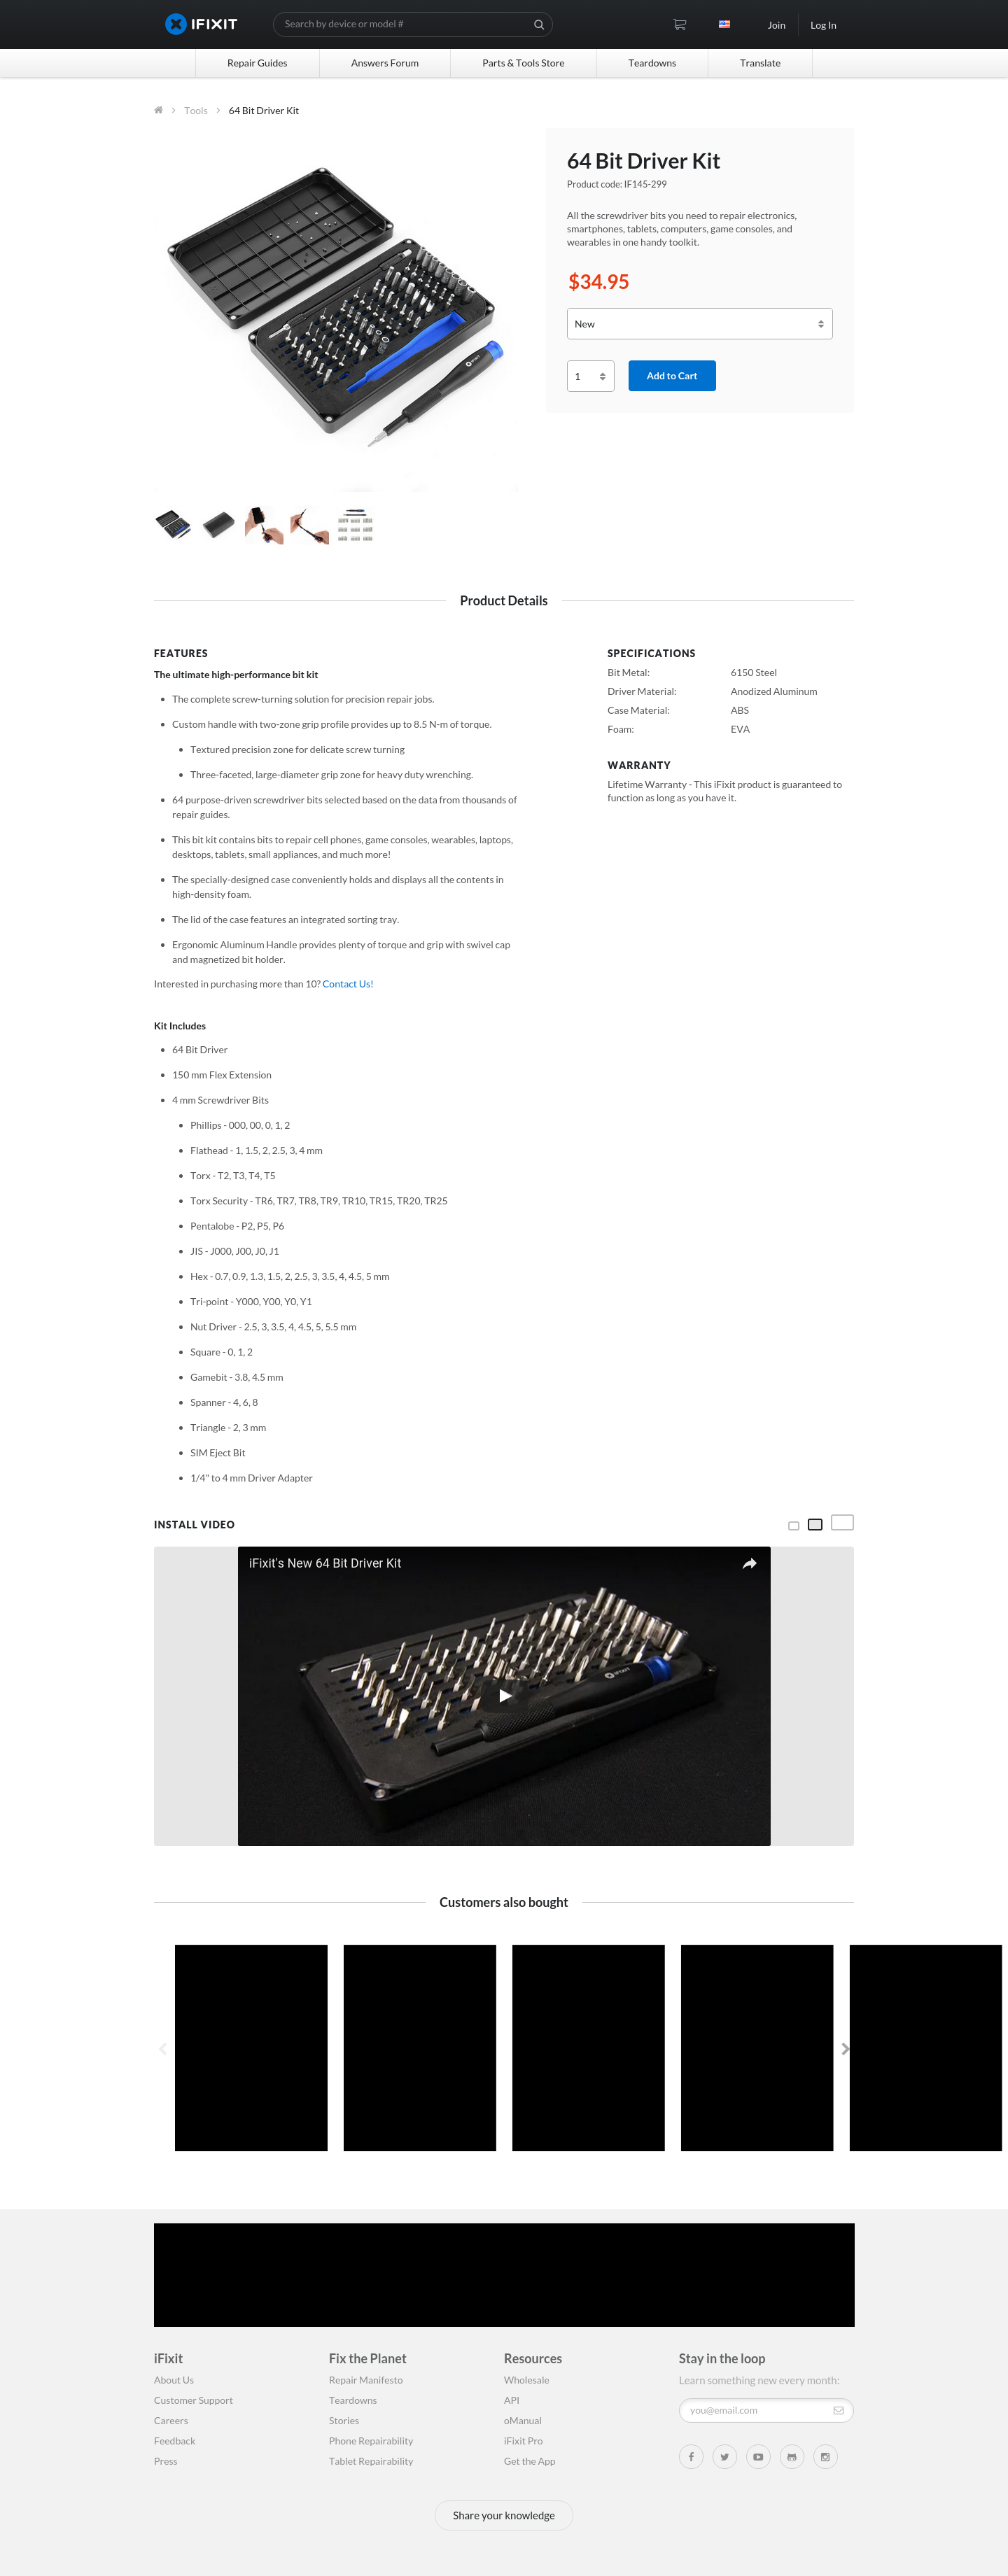 IFIXIT
Search by device or model #
Join
Log In
Repair Guides
Answers Forum
Parts & Tools Store
Teardowns
Translate
Tools
64 Bit Driver Kit
64 Bit Driver Kit
Product code: IF145-299
All the screwdriver bits you need to repair electronics,
smartphones, tablets, computers, game consoles, and
wearables in one handy toolkit.
$34.95
New
1
Add to Cart
Product Details
FEATURES
The ultimate high-performance bit kit
The complete screw-turning solution for precision repair jobs.
Custom handle with two-zone grip profile provides up to 8.5 N-m of torque.
Textured precision zone for delicate screw turning
Three-faceted, large-diameter grip zone for heavy duty wrenching.
64 purpose-driven screwdriver bits selected based on the data from thousands of
repair guides.
This bit kit contains bits to repair cell phones, game consoles, wearables, laptops,
desktops, tablets, small appliances, and much more!
The specially-designed case conveniently holds and displays all the contents in
high-density foam.
The lid of the case features an integrated sorting tray.
Ergonomic Aluminum Handle provides plenty of torque and grip with swivel cap
and magnetized bit holder.
Interested in purchasing more than 10? Contact Us!
Kit Includes
64 Bit Driver
150 mm Flex Extension
4 mm Screwdriver Bits
Phillips - 000, 00, 0, 1, 2
Flathead - 1, 1.5, 2, 2.5, 3, 4 mm
Torx - T2, T3, T4, T5
Torx Security - TR6, TR7, TR8, TR9, TR10, TR15, TR20, TR25
Pentalobe - P2, P5, P6
JIS - J000, J00, J0, J1
Hex - 0.7, 0.9, 1.3, 1.5, 2, 2.5, 3, 3.5, 4, 4.5, 5 mm
Tri-point - Y000, Y00, Y0, Y1
Nut Driver - 2.5, 3, 3.5, 4, 4.5, 5, 5.5 mm
Square - 0, 1, 2
Gamebit - 3.8, 4.5 mm
Spanner - 4, 6, 8
Triangle - 2, 3 mm
SIM Eject Bit
1/4" to 4 mm Driver Adapter
SPECIFICATIONS
Bit Metal: 6150 Steel
Driver Material: Anodized Aluminum
Case Material: ABS
Foam: EVA
WARRANTY
Lifetime Warranty - This iFixit product is guaranteed to
function as long as you have it.
INSTALL VIDEO
iFixit's New 64 Bit Driver Kit
IFIXIT
Customers also bought
iFixit
About Us
Customer Support
Careers
Feedback
Press
Fix the Planet
Repair Manifesto
Teardowns
Stories
Phone Repairability
Tablet Repairability
Resources
Wholesale
API
oManual
iFixit Pro
Get the App
Stay in the loop
Learn something new every month:
you@email.com
Share your knowledge